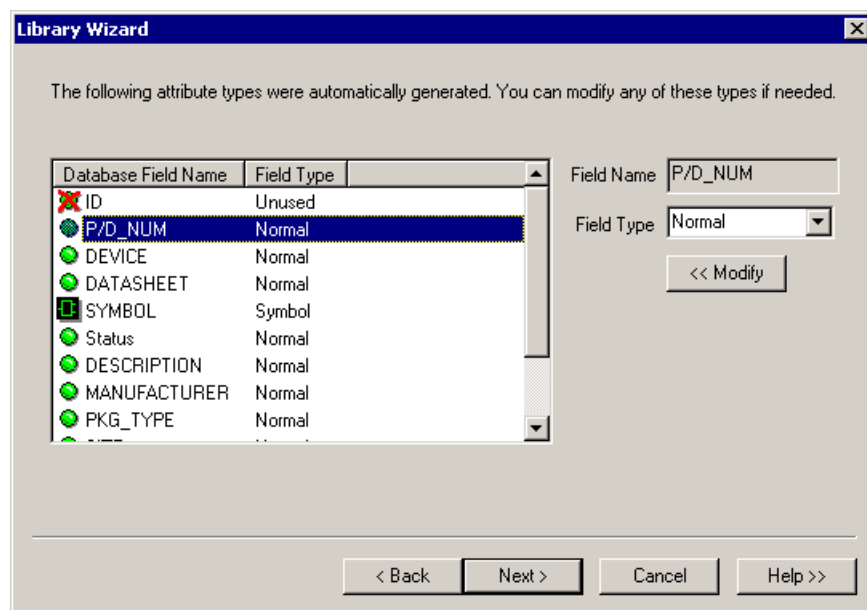 Library Wizard
The following attribute types were automatically generated. You can modify any of these types if needed.
Database Field Name Field Type
ID Unused
P/D_NUM Normal
DEVICE Normal
DATASHEET Normal
SYMBOL Symbol
Status Normal
DESCRIPTION Normal
MANUFACTURER Normal
PKG_TYPE Normal
Field Name P/D_NUM
Field Type Normal
<< Modify
< Back Next > Cancel Help >>